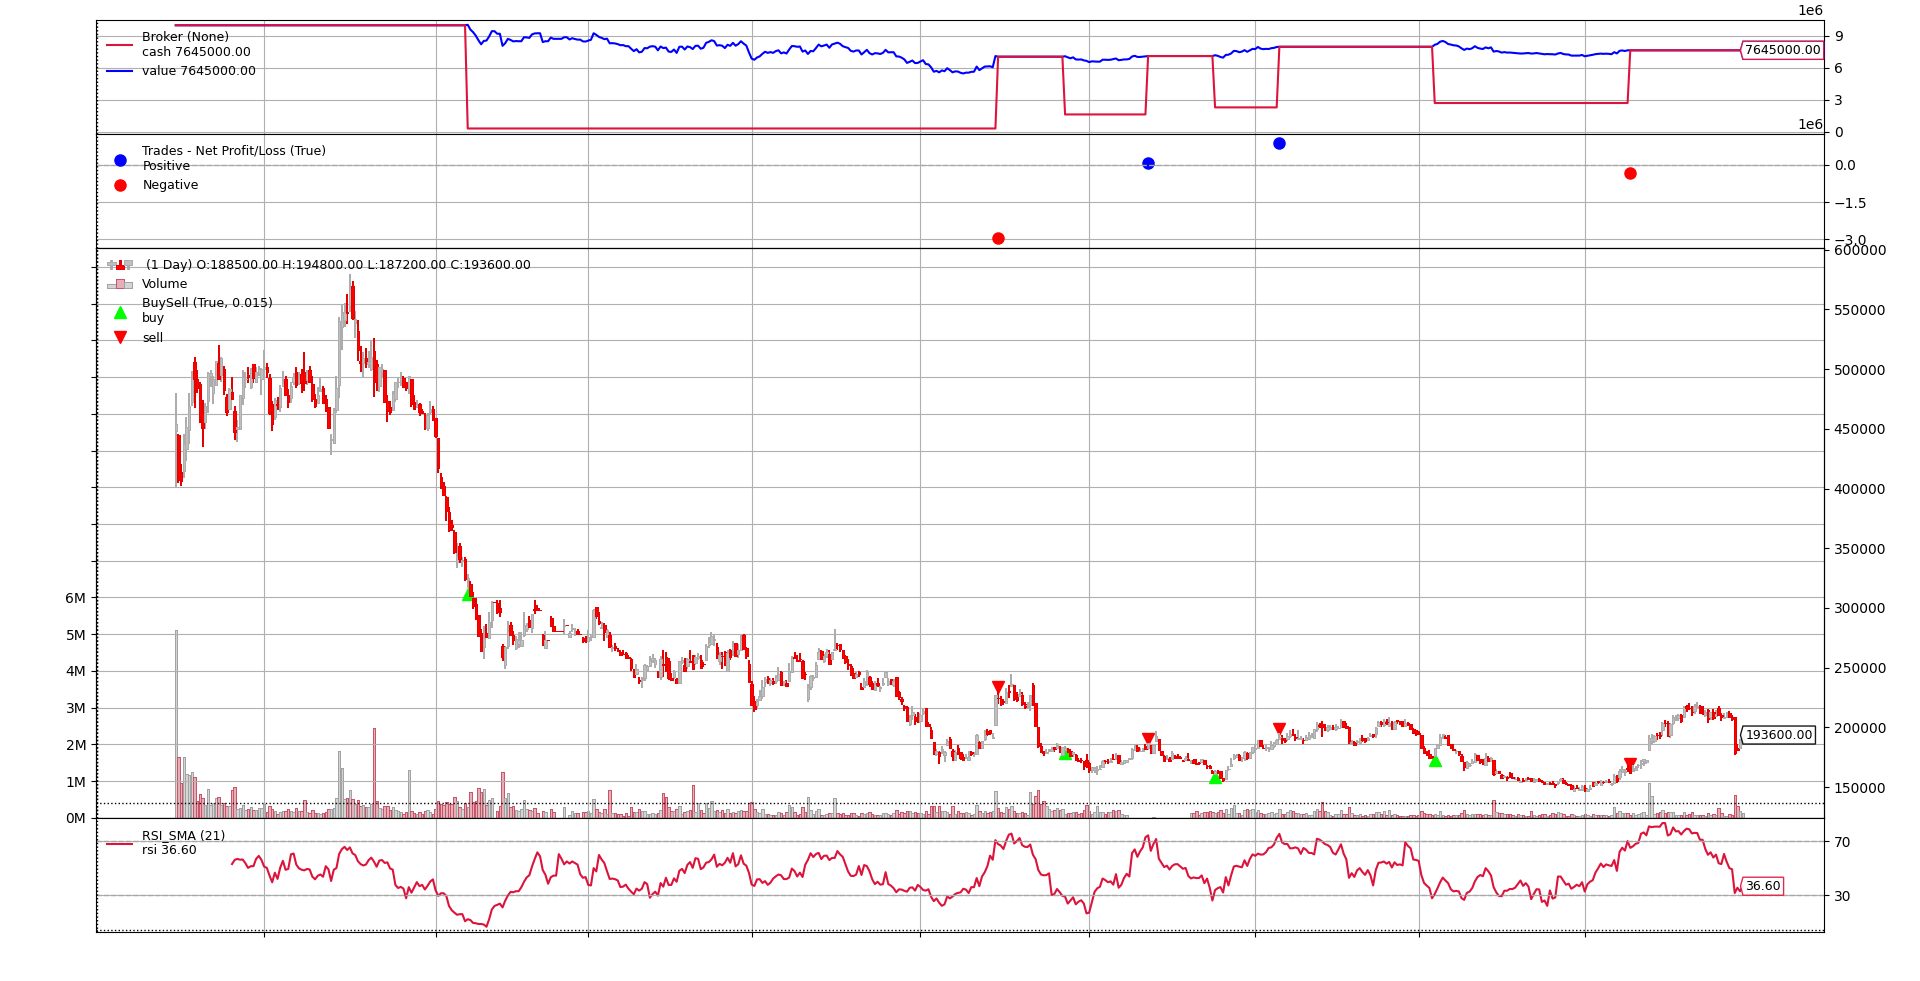 1e6
Broker (None)
cash 7645000.00
value 7645000.00
9
7645000.00
6
3
0
1e6
Trades - Net Profit/Loss (True)
Positive
Negative
0.0
−1.5
−3.0
(1 Day) O:188500.00 H:194800.00 L:187200.00 C:193600.00
Volume
BuySell (True, 0.015)
buy
sell
600000
550000
500000
450000
400000
350000
300000
250000
200000
193600.00
150000
6M
5M
4M
3M
2M
1M
0M
RSI_SMA (21)
rsi 36.60
70
36.60
30